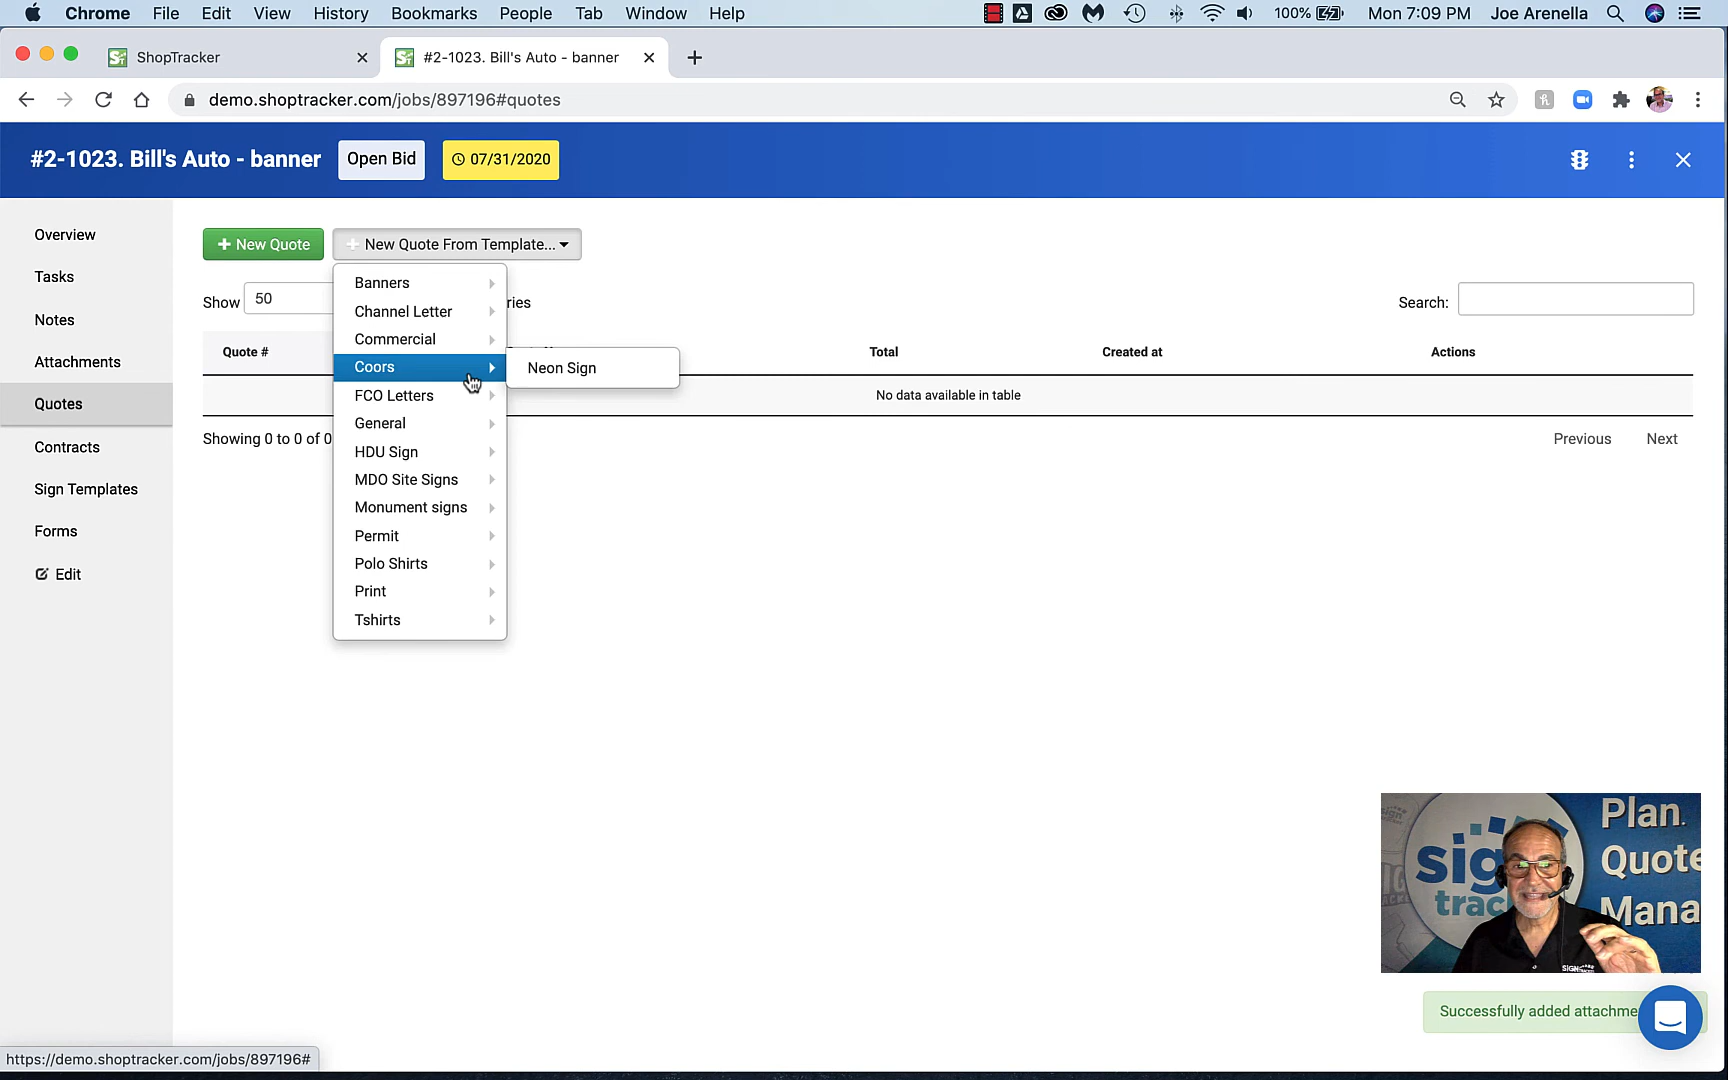 Chrome File Edit View History Bookmarks People Tab Window Help 100% Mon 7:09 PM Joe Arenella
ShopTracker
#2-1023. Bill's Auto - banner
demo.shoptracker.com/jobs/897196#quotes
#2-1023. Bill's Auto - banner Open Bid 07/31/2020
Overview
Tasks
Notes
Attachments
Quotes
Contracts
Sign Templates
Forms
Edit
New Quote New Quote From Template...
Show 50
Search:
Quote # Total Created at Actions
No data available in table
Showing 0 to 0 of 0 Previous Next
Banners
Channel Letter
Commercial
Coors
FCO Letters
General
HDU Sign
MDO Site Signs
Monument signs
Permit
Polo Shirts
Print
Tshirts
Neon Sign
Plan.
Quote
Mana
sig
trac
Successfully added attachme
https://demo.shoptracker.com/jobs/897196#